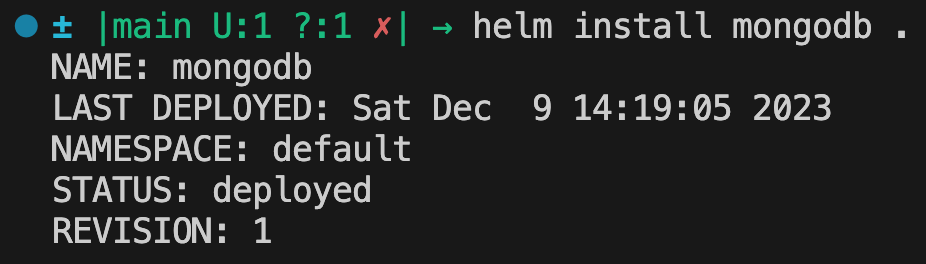 ± |main U:1 ?:1 ✗| → helm install mongodb .
NAME: mongodb
LAST DEPLOYED: Sat Dec  9 14:19:05 2023
NAMESPACE: default
STATUS: deployed
REVISION: 1